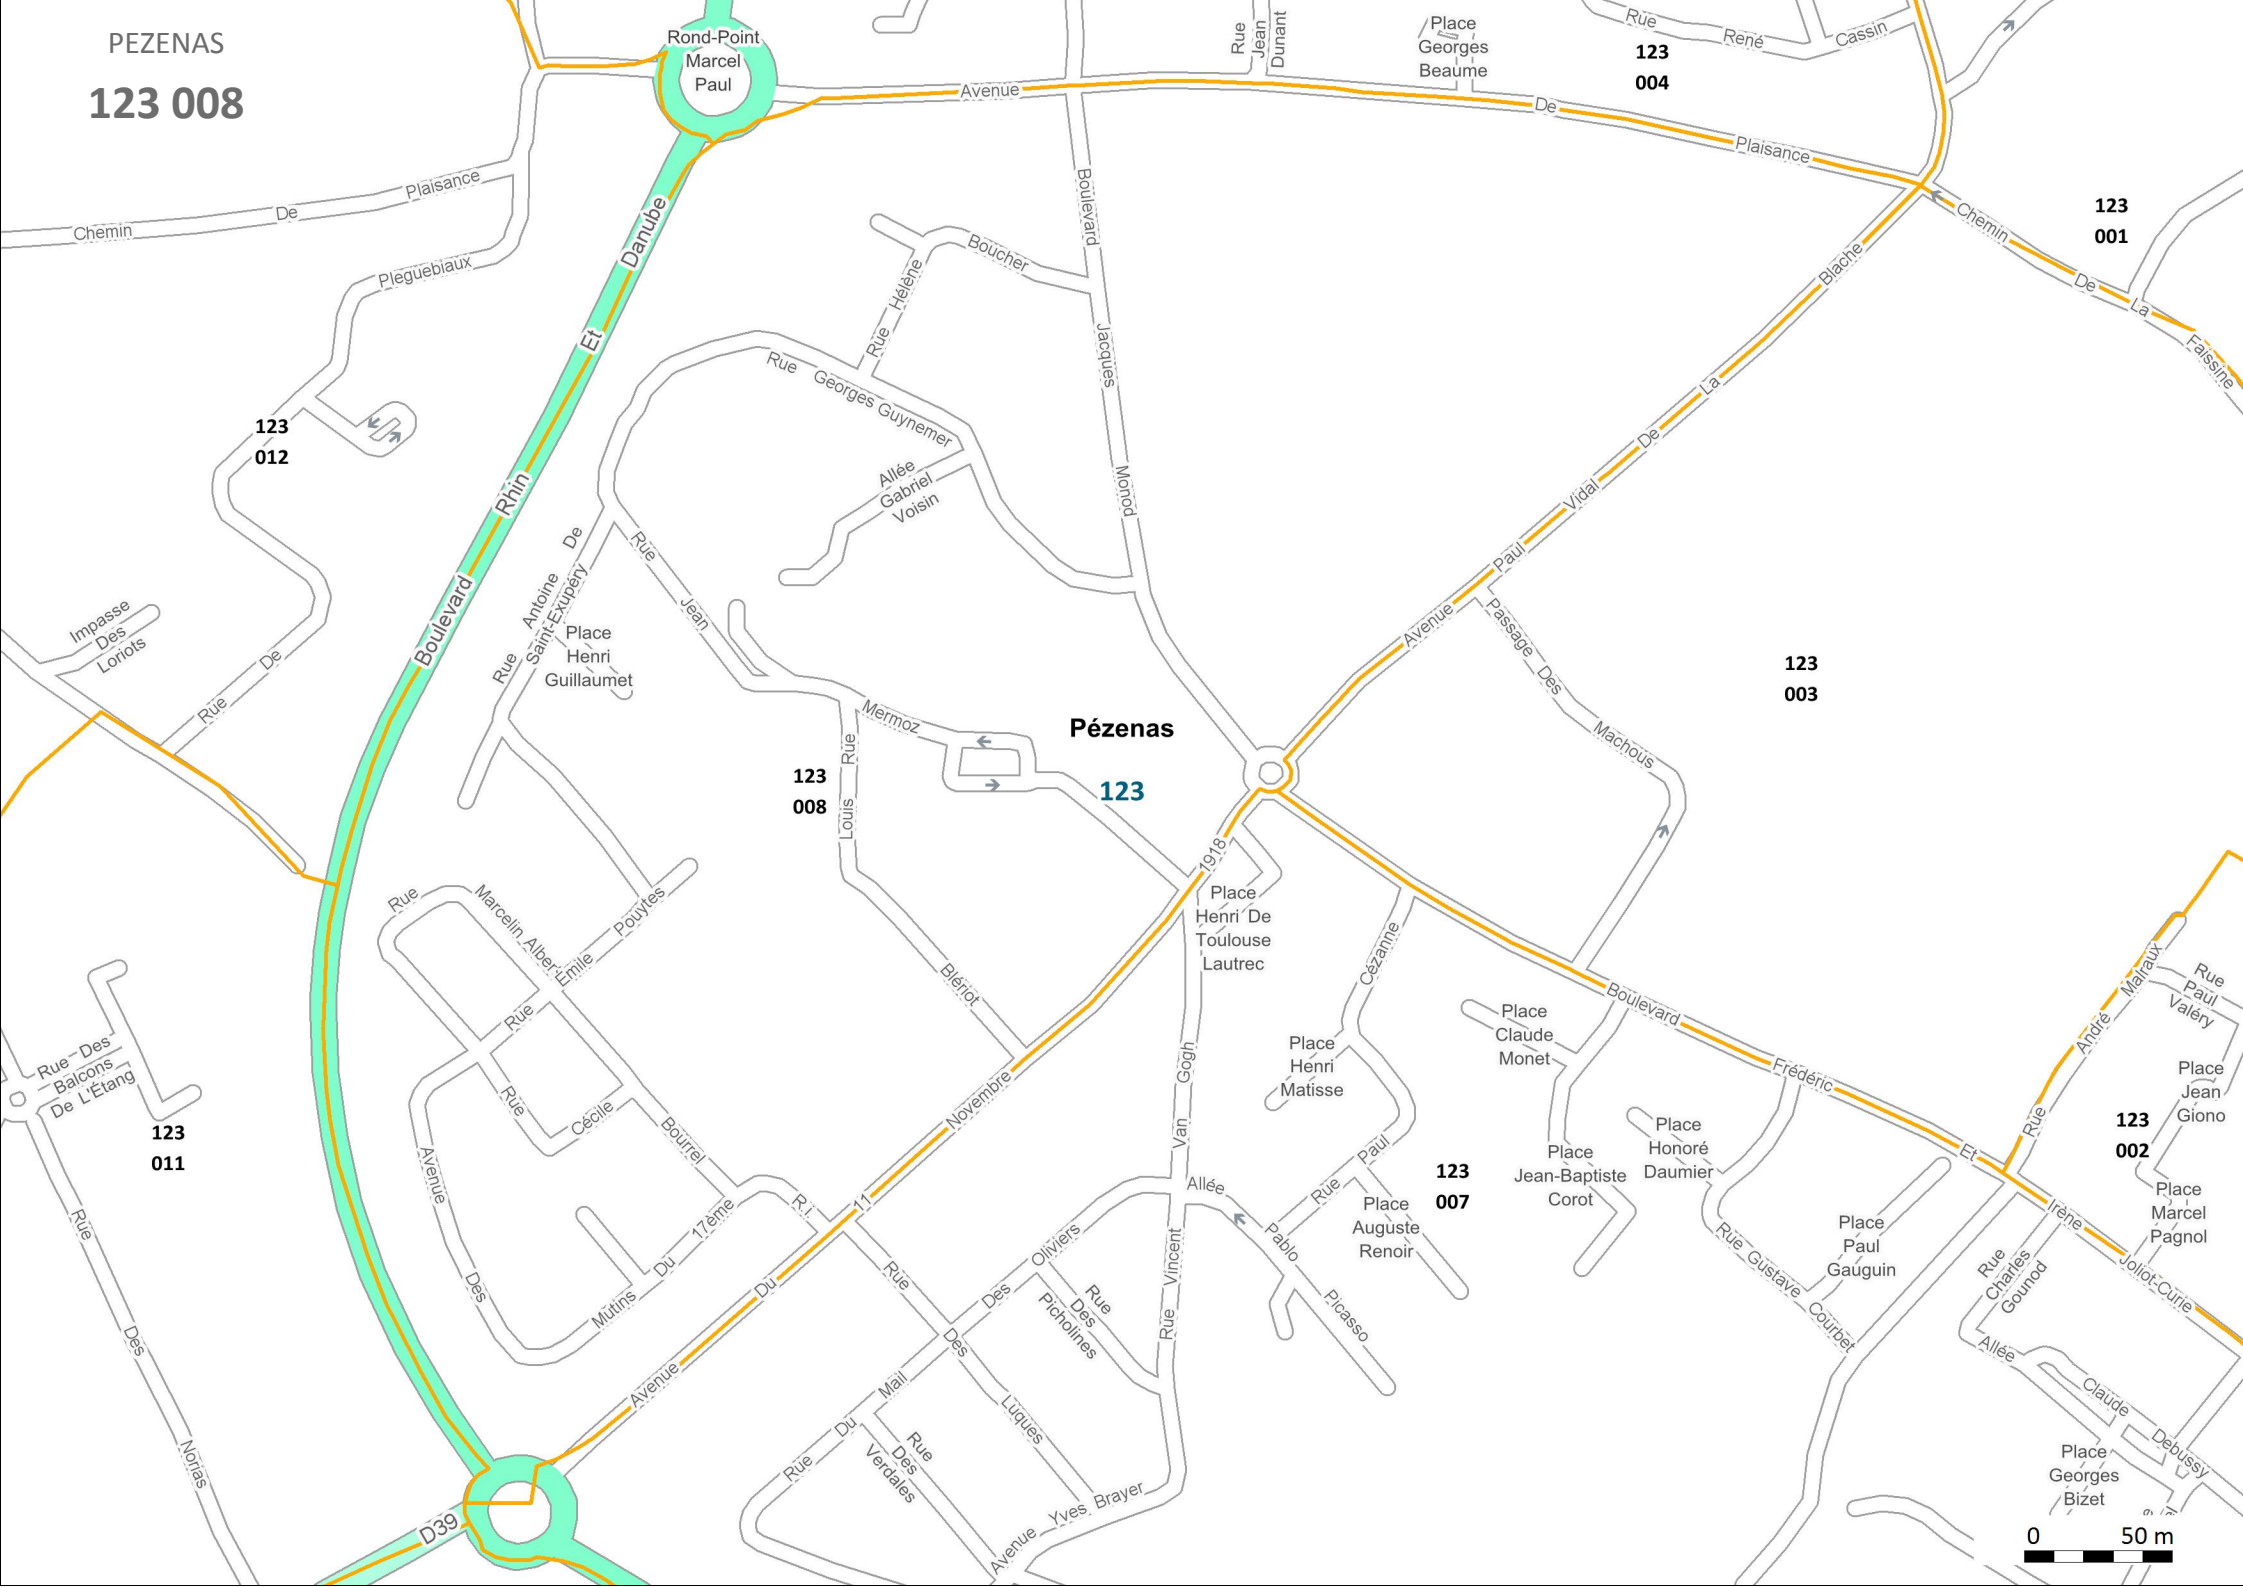 PEZENAS
123 008
Rond-Point
Marcel
Paul
Avenue De Plaisance
Rue
Jean
Dunant
Place
Georges
Beaume
123
004
Rue René Cassin
123
001
Chemin De La Faissine
Chemin De Plaisance
Pleguebiaux
Rue De
Boulevard Rhin Et Danube
Boulevard Jacques Monod
Rue Hélène Boucher
Rue Georges Guynemer
Allée
Gabriel
Voisin
123
012
Avenue Paul Vidal De La Blache
Impasse
Des
Loriots
Rue Antoine De
Saint-Exupéry
Place
Henri
Guillaumet
Rue Jean Mermoz
Passage Des Machous
123
003
Pézenas
123
123
008
Rue Louis Blériot
Place
Henri De
Toulouse
Lautrec
Rue Marcelin Albert
Rue Émile Pouytes
Rue Cécile Bourrel
Avenue Des Mutins Du 17ème R.I.
Avenue Du 11 Novembre 1918
Rue Des
Balcons
De L'Étang
123
011
Rue Des Norias
Rue Paul Cézanne
Place
Henri
Matisse
Place
Claude
Monet
Boulevard Frédéric Et Irène Joliot-Curie
Rue André Malraux
Rue
Paul
Valéry
Place
Jean
Giono
123
002
Place
Marcel
Pagnol
Place
Honoré
Daumier
Place
Jean-Baptiste
Corot
123
007
Place
Auguste
Renoir
Rue Vincent Van Gogh
Allée Pablo Picasso
Place
Paul
Gauguin
Rue Gustave Courbet
Rue
Charles
Gounod
Allée Claude Debussy
Place
Georges
Bizet
Rue Du Mail Des Oliviers
Rue
Des
Picholines
Rue Des Luques
Rue
Des
Verdales
Avenue Yves Brayer
D39
0 50 m